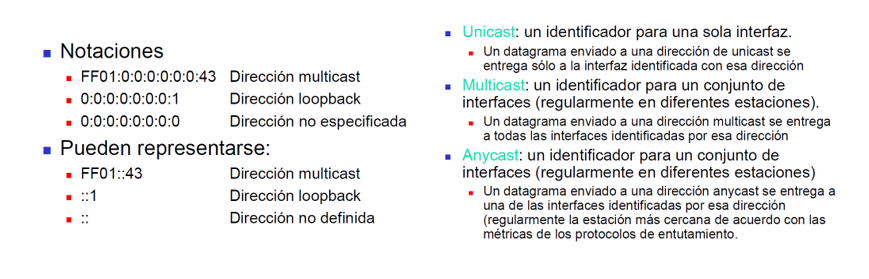 Notaciones
FF01:0:0:0:0:0:0:43 Dirección multicast
0:0:0:0:0:0:0:1 Dirección loopback
0:0:0:0:0:0:0:0 Dirección no especificada
Pueden representarse:
FF01::43 Dirección multicast
::1 Dirección loopback
:: Dirección no definida
Unicast: un identificador para una sola interfaz.
Un datagrama enviado a una dirección de unicast se
entrega sólo a la interfaz identificada con esa dirección
Multicast: un identificador para un conjunto de
interfaces (regularmente en diferentes estaciones).
Un datagrama enviado a una dirección multicast se entrega
a todas las interfaces identificadas por esa dirección
Anycast: un identificador para un conjunto de
interfaces (regularmente en diferentes estaciones)
Un datagrama enviado a una dirección anycast se entrega a
una de las interfaces identificadas por esa dirección
(regularmente la estación más cercana de acuerdo con las
métricas de los protocolos de entutamiento.